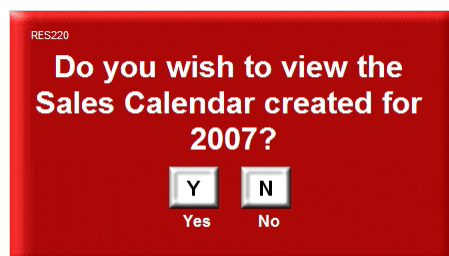 RES220
Do you wish to view the
Sales Calendar created for
2007?
Y N
Yes No